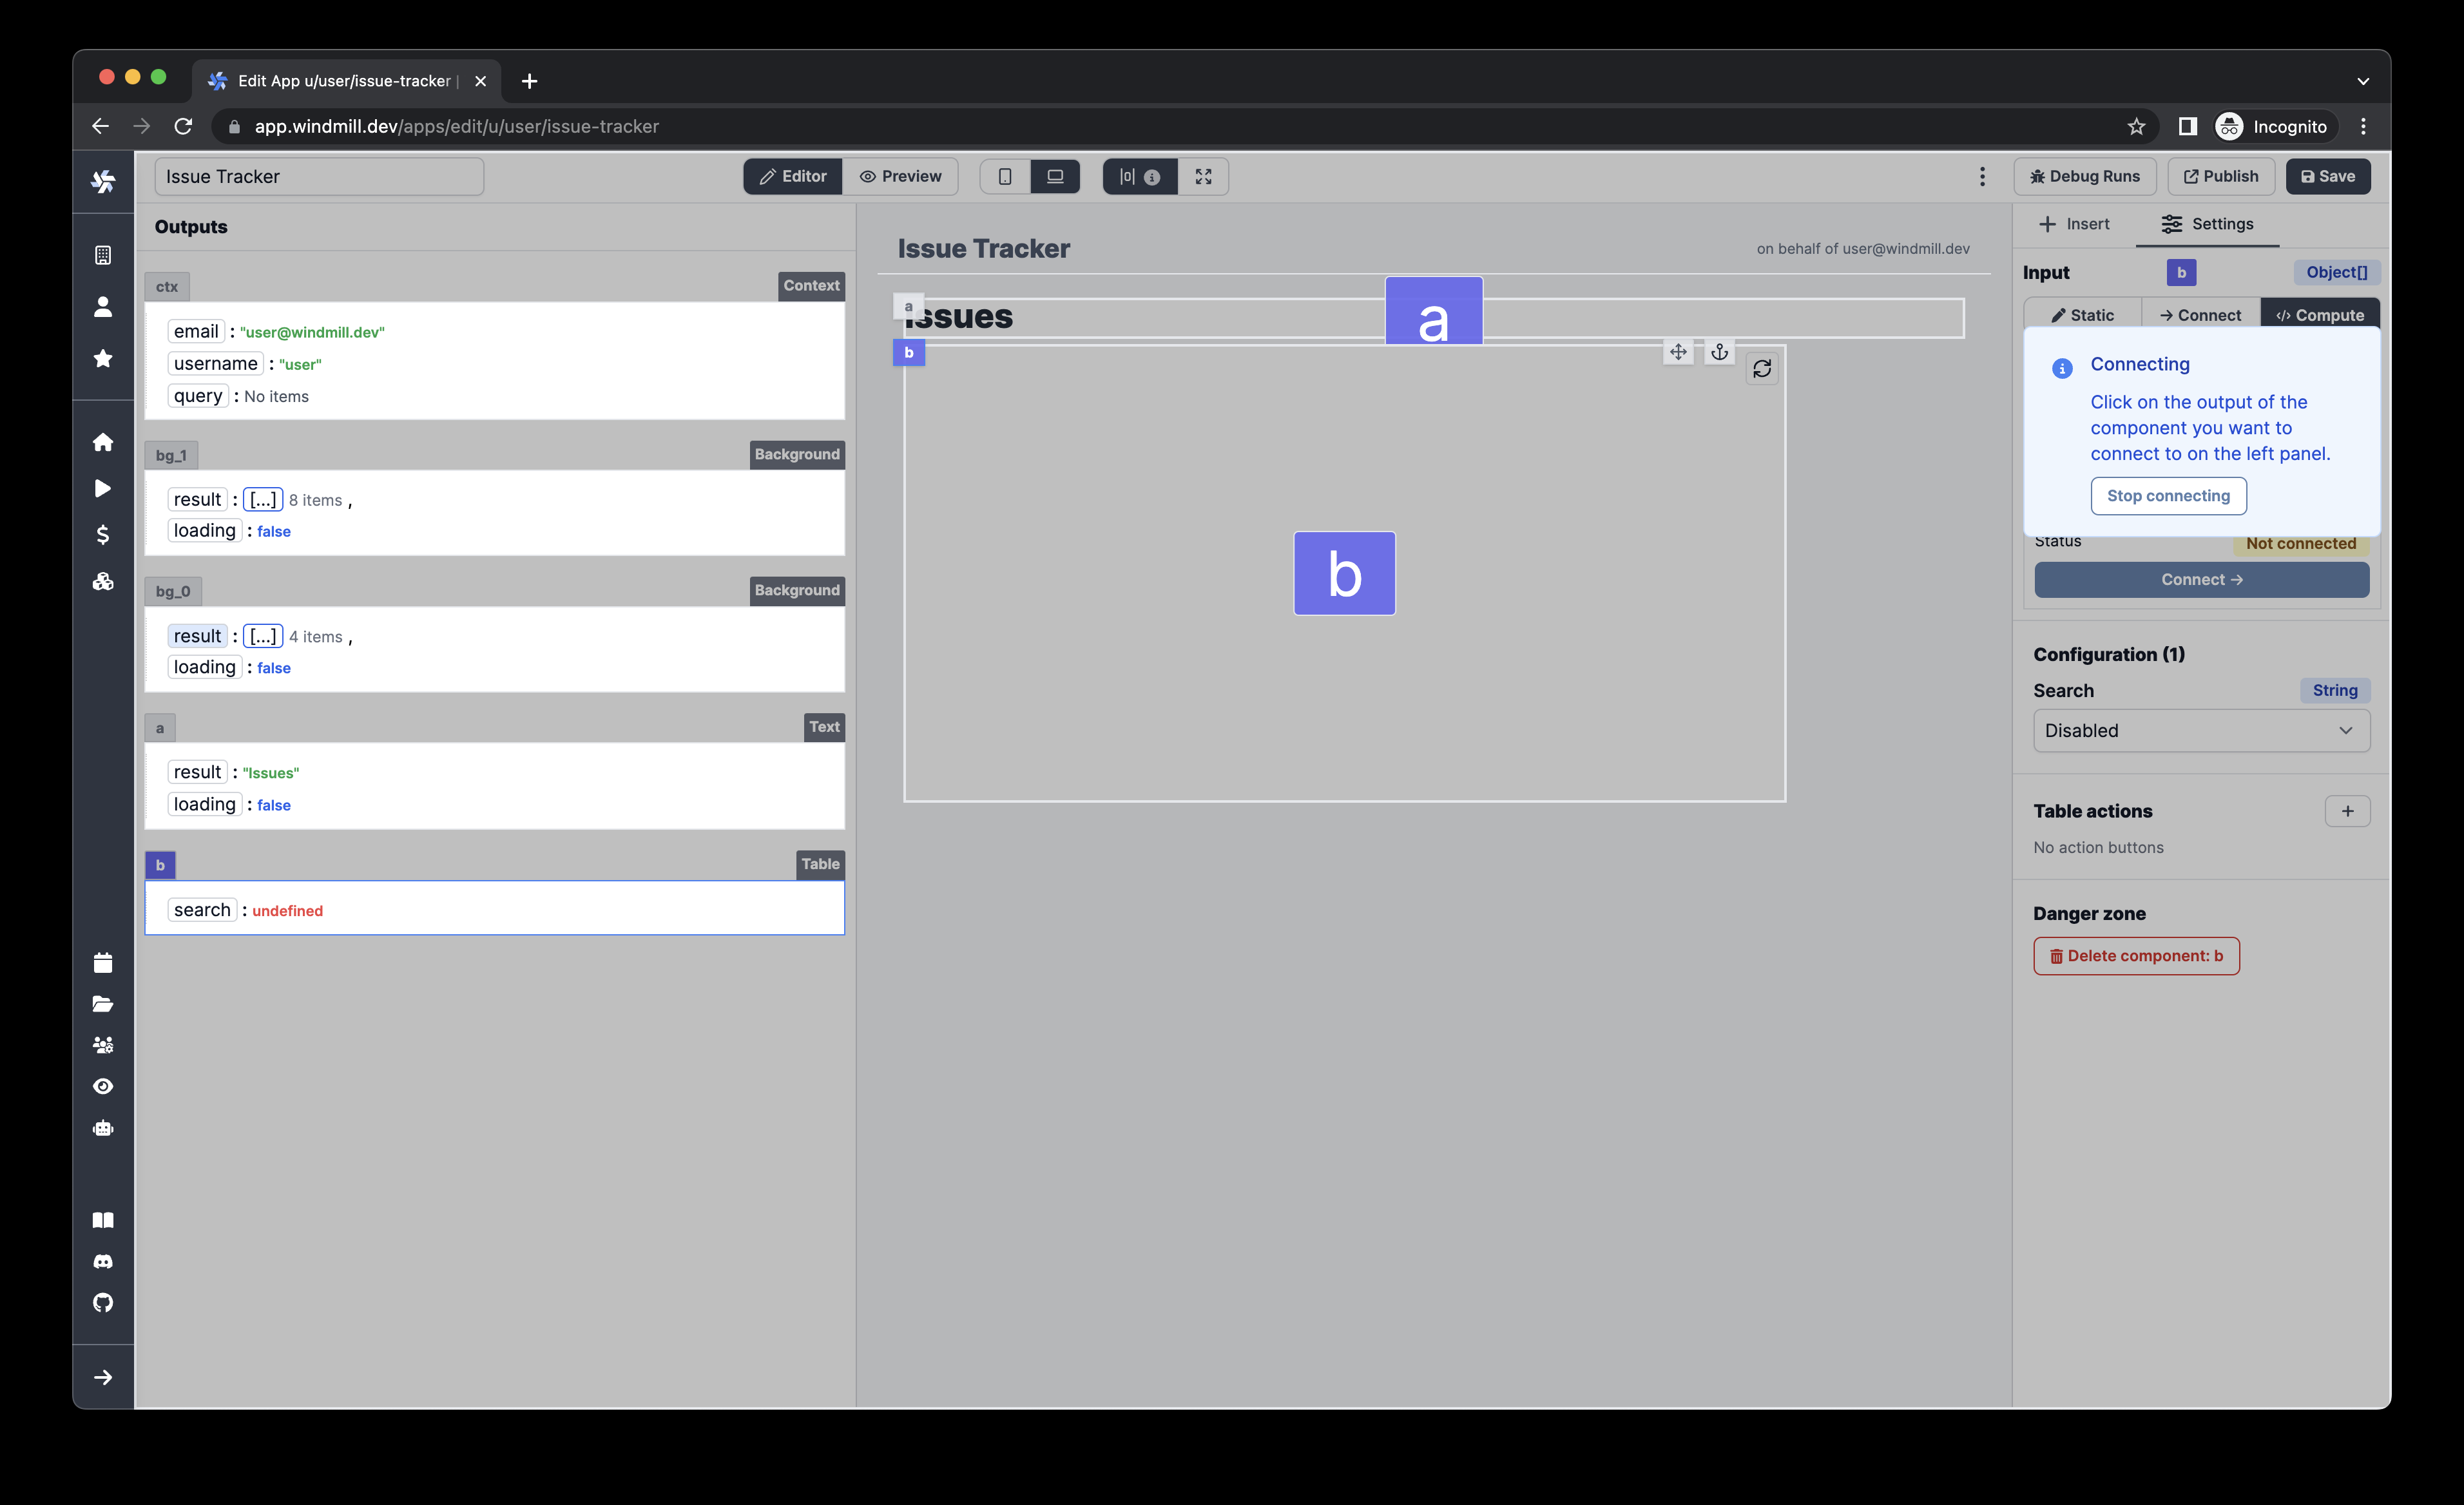 Edit App u/user/issue-tracker |
app.windmill.dev/apps/edit/u/user/issue-tracker
Incognito
Issue Tracker
Editor
Preview
Debug Runs
Publish
Save
Outputs
ctx
Context
email : "user@windmill.dev"
username : "user"
query : No items
bg_1
Background
result : [...] 8 items ,
loading : false
bg_0
Background
result : [...] 4 items ,
loading : false
a
Text
result : "Issues"
loading : false
b
Table
search : undefined
Issue Tracker
on behalf of user@windmill.dev
a
Issues
a
b
b
Insert
Settings
Input
b
Object[]
Static
Connect
Compute
Connecting
Click on the output of the
component you want to
connect to on the left panel.
Stop connecting
Status
Not connected
Connect →
Configuration (1)
Search
String
Disabled
Table actions
+
No action buttons
Danger zone
Delete component: b